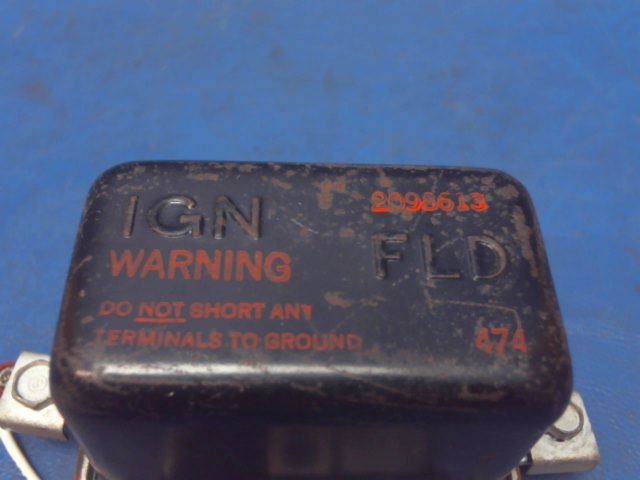 IGN
2098613
FLD
WARNING
DO NOT SHORT ANY
TERMINALS TO GROUND
474